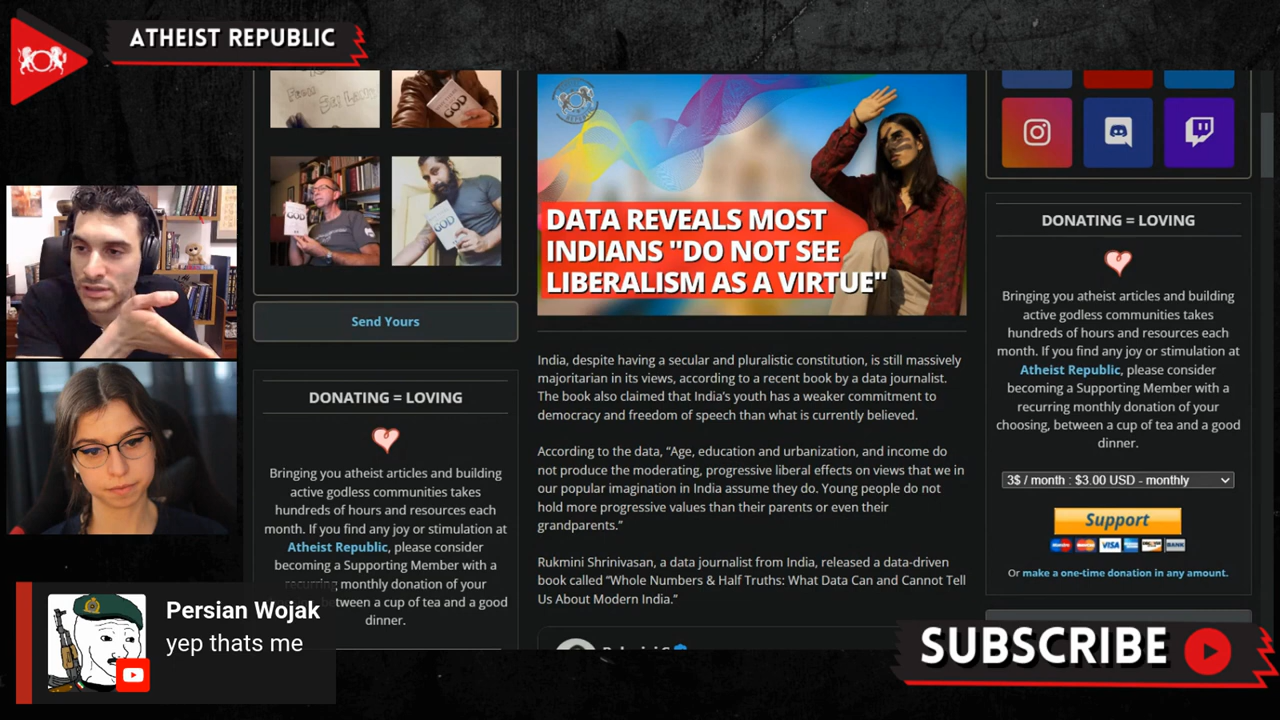 ATHEIST REPUBLIC
GOD
GOD
GOD
Send Yours
DONATING = LOVING
Bringing you atheist articles and building
active godless communities takes
hundreds of hours and resources each
month. If you find any joy or stimulation at
Atheist Republic, please consider
becoming a Supporting Member with a
recurring monthly donation of your
between a cup of tea and a good
dinner.
DATA REVEALS MOST
INDIANS "DO NOT SEE
LIBERALISM AS A VIRTUE"
India, despite having a secular and pluralistic constitution, is still massively
majoritarian in its views, according to a recent book by a data journalist.
The book also claimed that India's youth has a weaker commitment to
democracy and freedom of speech than what is currently believed.
According to the data, "Age, education and urbanization, and income do
not produce the moderating, progressive liberal effects on views that we in
our popular imagination in India assume they do. Young people do not
hold more progressive values than their parents or even their
grandparents."
Rukmini Shrinivasan, a data journalist from India, released a data-driven
book called "Whole Numbers & Half Truths: What Data Can and Cannot Tell
Us About Modern India."
DONATING = LOVING
Bringing you atheist articles and building
active godless communities takes
hundreds of hours and resources each
month. If you find any joy or stimulation at
Atheist Republic, please consider
becoming a Supporting Member with a
recurring monthly donation of your
choosing, between a cup of tea and a good
dinner.
3$ / month : $3.00 USD - monthly
Support
VISA
BANK
Or make a one-time donation in any amount.
Persian Wojak
yep thats me
SUBSCRIBE